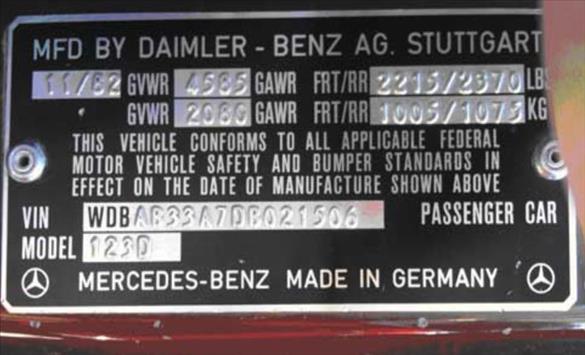 MFD BY DAIMLER - BENZ AG. STUTTGART
11/82 GVWR 4585 GAWR FRT/RR 2215/2370 LBS
GVWR 2080 GAWR FRT/RR 1005/1075 KG
THIS VEHICLE CONFORMS TO ALL APPLICABLE FEDERAL
MOTOR VEHICLE SAFETY AND BUMPER STANDARDS IN
EFFECT ON THE DATE OF MANUFACTURE SHOWN ABOVE
VIN WDBAB33A7DB021506 PASSENGER CAR
MODEL 123D
MERCEDES-BENZ MADE IN GERMANY